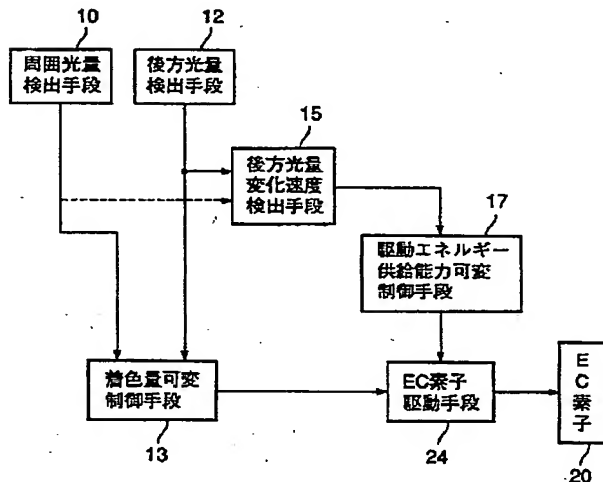 10
周囲光量
検出手段
12
後方光量
検出手段
15
後方光量
変化速度
検出手段
17
駆動エネルギー
供給能力可変
制御手段
着色量可変
制御手段
13
EC素子
駆動手段
24
EC素子
20